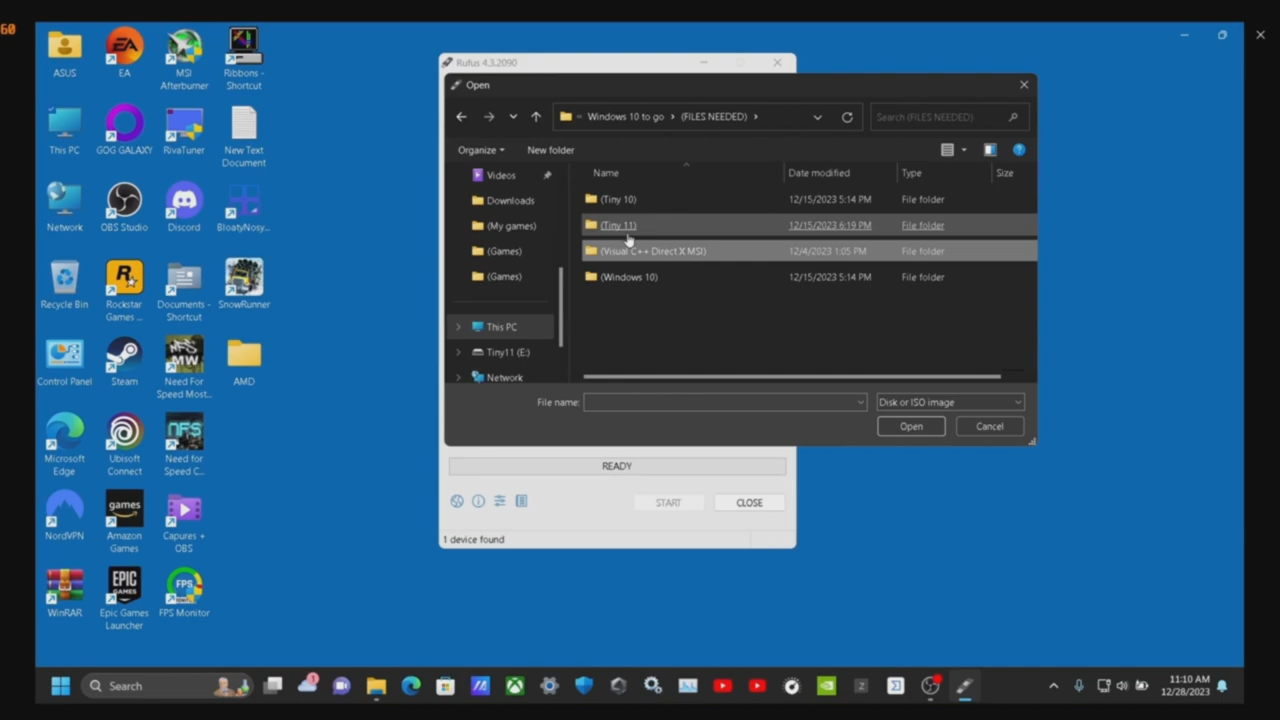 60
ASUS
EA
MSI
Afterburner
Ribbons -
Shortcut
This PC
GOG GALAXY
RivaTuner
New Text
Document
Network
OBS Studio
Discord
BloatyNosy...
Recycle Bin
Rockstar
Games ...
Documents -
Shortcut
SnowRunner
Control Panel
Steam
Need For
Speed Most...
AMD
Microsoft
Edge
Ubisoft
Connect
Need for
Speed C...
NordVPN
games
Amazon
Games
Capures +
OBS
WinRAR
EPIC
GAMES
Epic Games
Launcher
FPS
FPS Monitor
Rufus 4.3.2090
Open
Windows 10 to go > (FILES NEEDED) >
Search (FILES NEEDED)
Organize
New folder
Name
Date modified
Type
Size
Videos
Downloads
(My games)
(Games)
(Games)
This PC
Tiny11 (E:)
Network
(Tiny 10) 12/15/2023 5:14 PM File folder
(Tiny 11) 12/15/2023 6:19 PM File folder
(Visual C++ Direct X MSI) 12/4/2023 1:05 PM File folder
(Windows 10) 12/15/2023 5:14 PM File folder
File name:
Disk or ISO image
Open
Cancel
READY
START
CLOSE
1 device found
Search
1
11:10 AM
12/28/2023